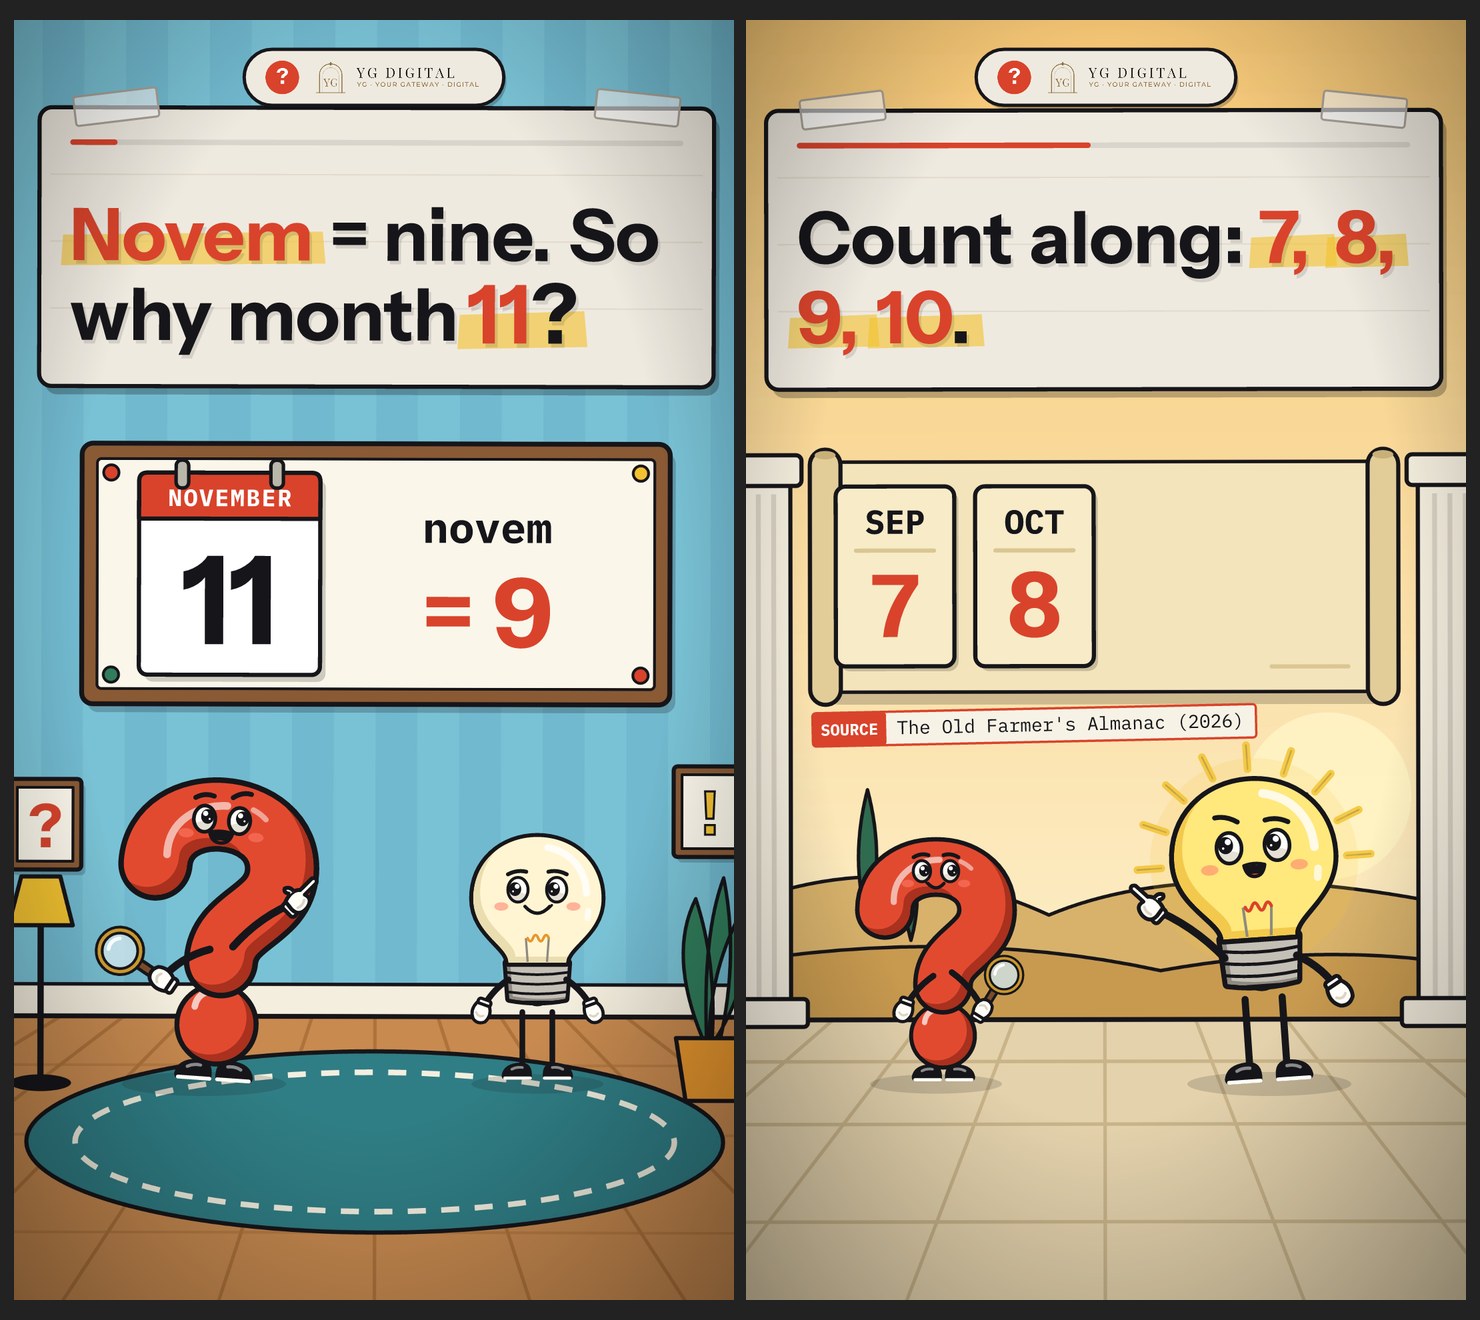 ?
YG
YG DIGITAL
YG · YOUR GATEWAY · DIGITAL
Novem = nine. So
why month 11?
NOVEMBER
11
novem
= 9
?
!
?
YG
YG DIGITAL
YG · YOUR GATEWAY · DIGITAL
Count along: 7, 8,
9, 10.
SEP
7
OCT
8
SOURCE The Old Farmer's Almanac (2026)